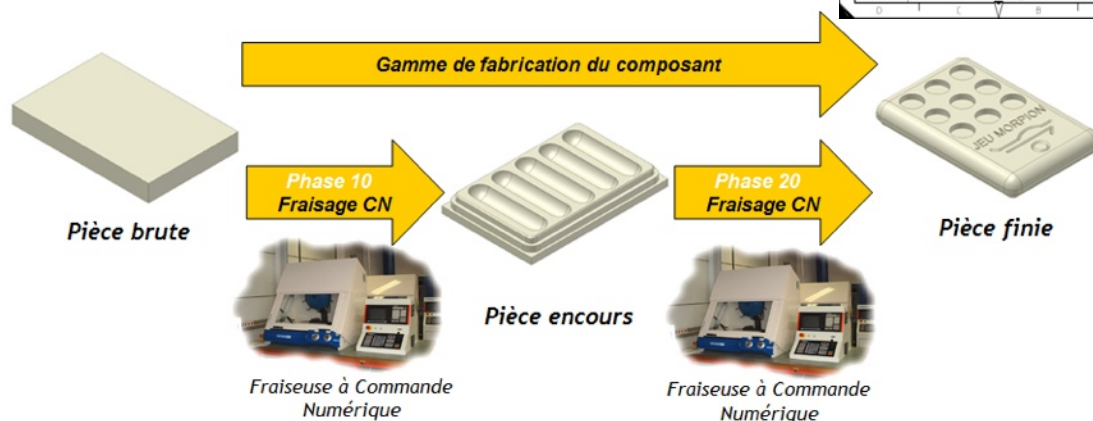 D C B
Gamme de fabrication du composant
JEU MORPION
Phase 10
Fraisage CN
Phase 20
Fraisage CN
Pièce brute
Pièce finie
Pièce encours
Fraiseuse à Commande
Numérique
Fraiseuse à Commande
Numérique